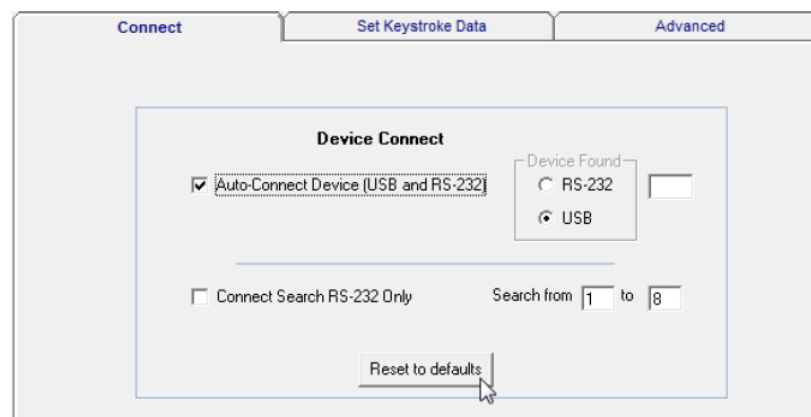 Connect Set Keystroke Data Advanced
Device Connect
Device Found
Auto-Connect Device (USB and RS-232)
RS-232
USB
Connect Search RS-232 Only Search from 1 to 8
Reset to defaults